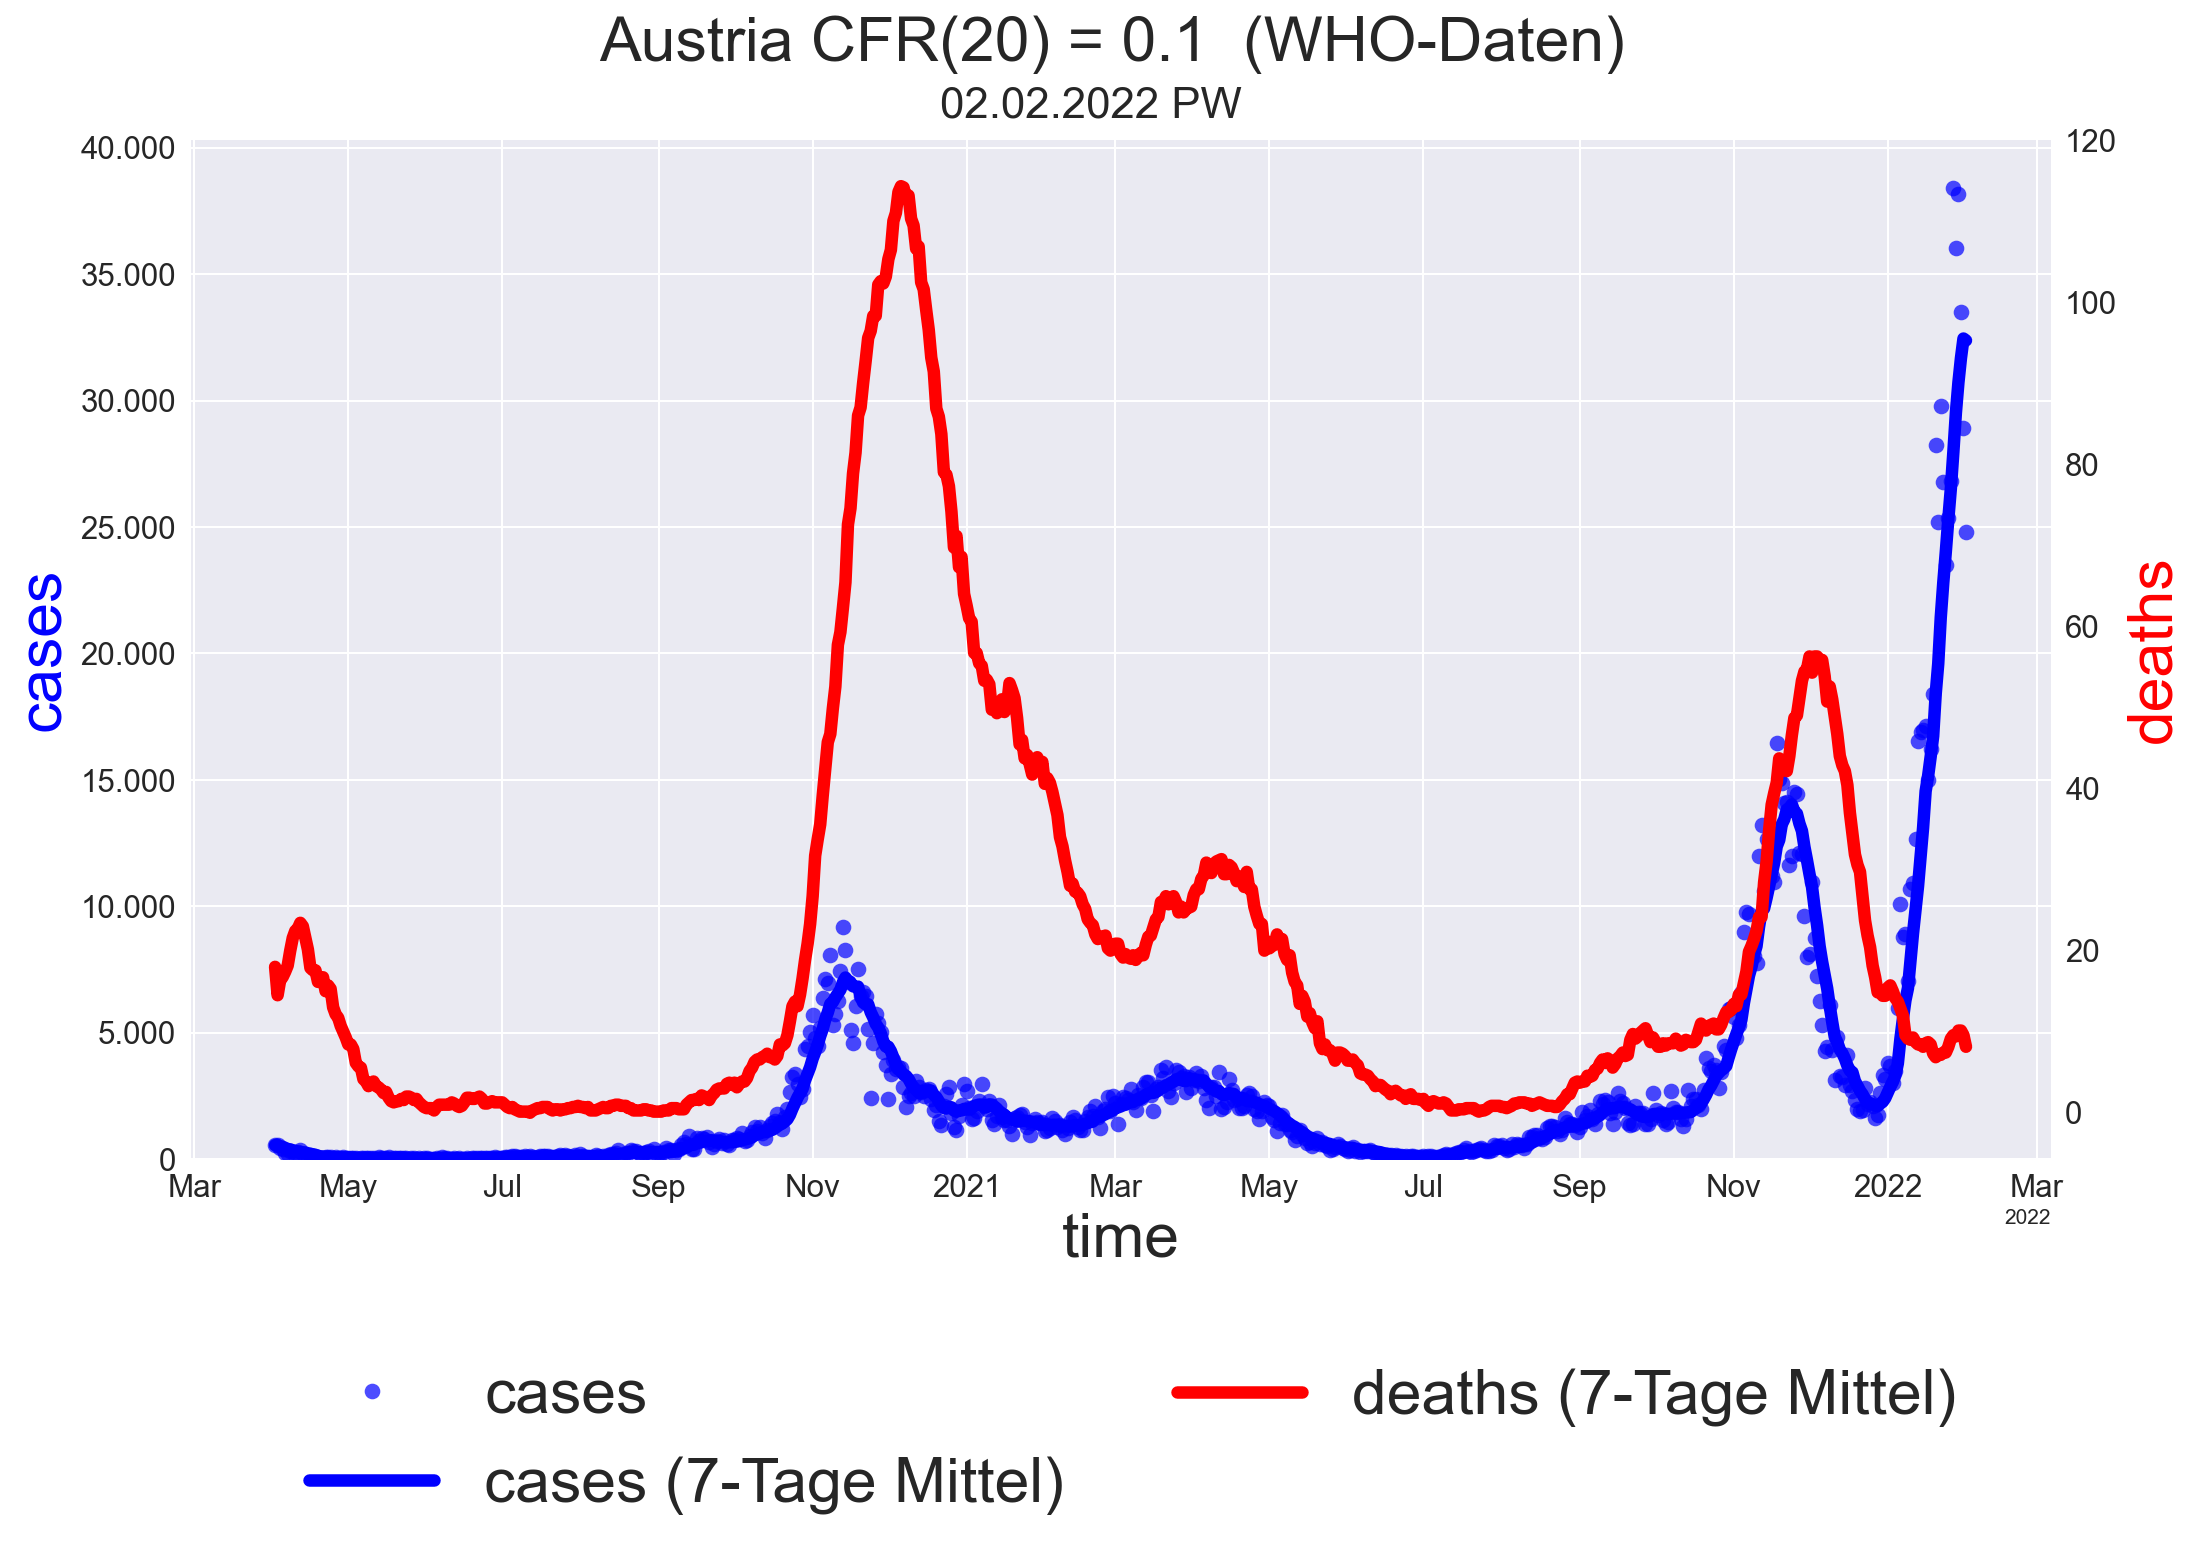 Austria CFR(20) = 0.1 (WHO-Daten)
02.02.2022 PW
40.000
35.000
30.000
25.000
20.000
15.000
10.000
5.000
0
cases
120
100
80
60
40
20
0
deaths
Mar May Jul Sep Nov 2021 Mar May Jul Sep Nov 2022 Mar
2022
time
cases
deaths (7-Tage Mittel)
cases (7-Tage Mittel)